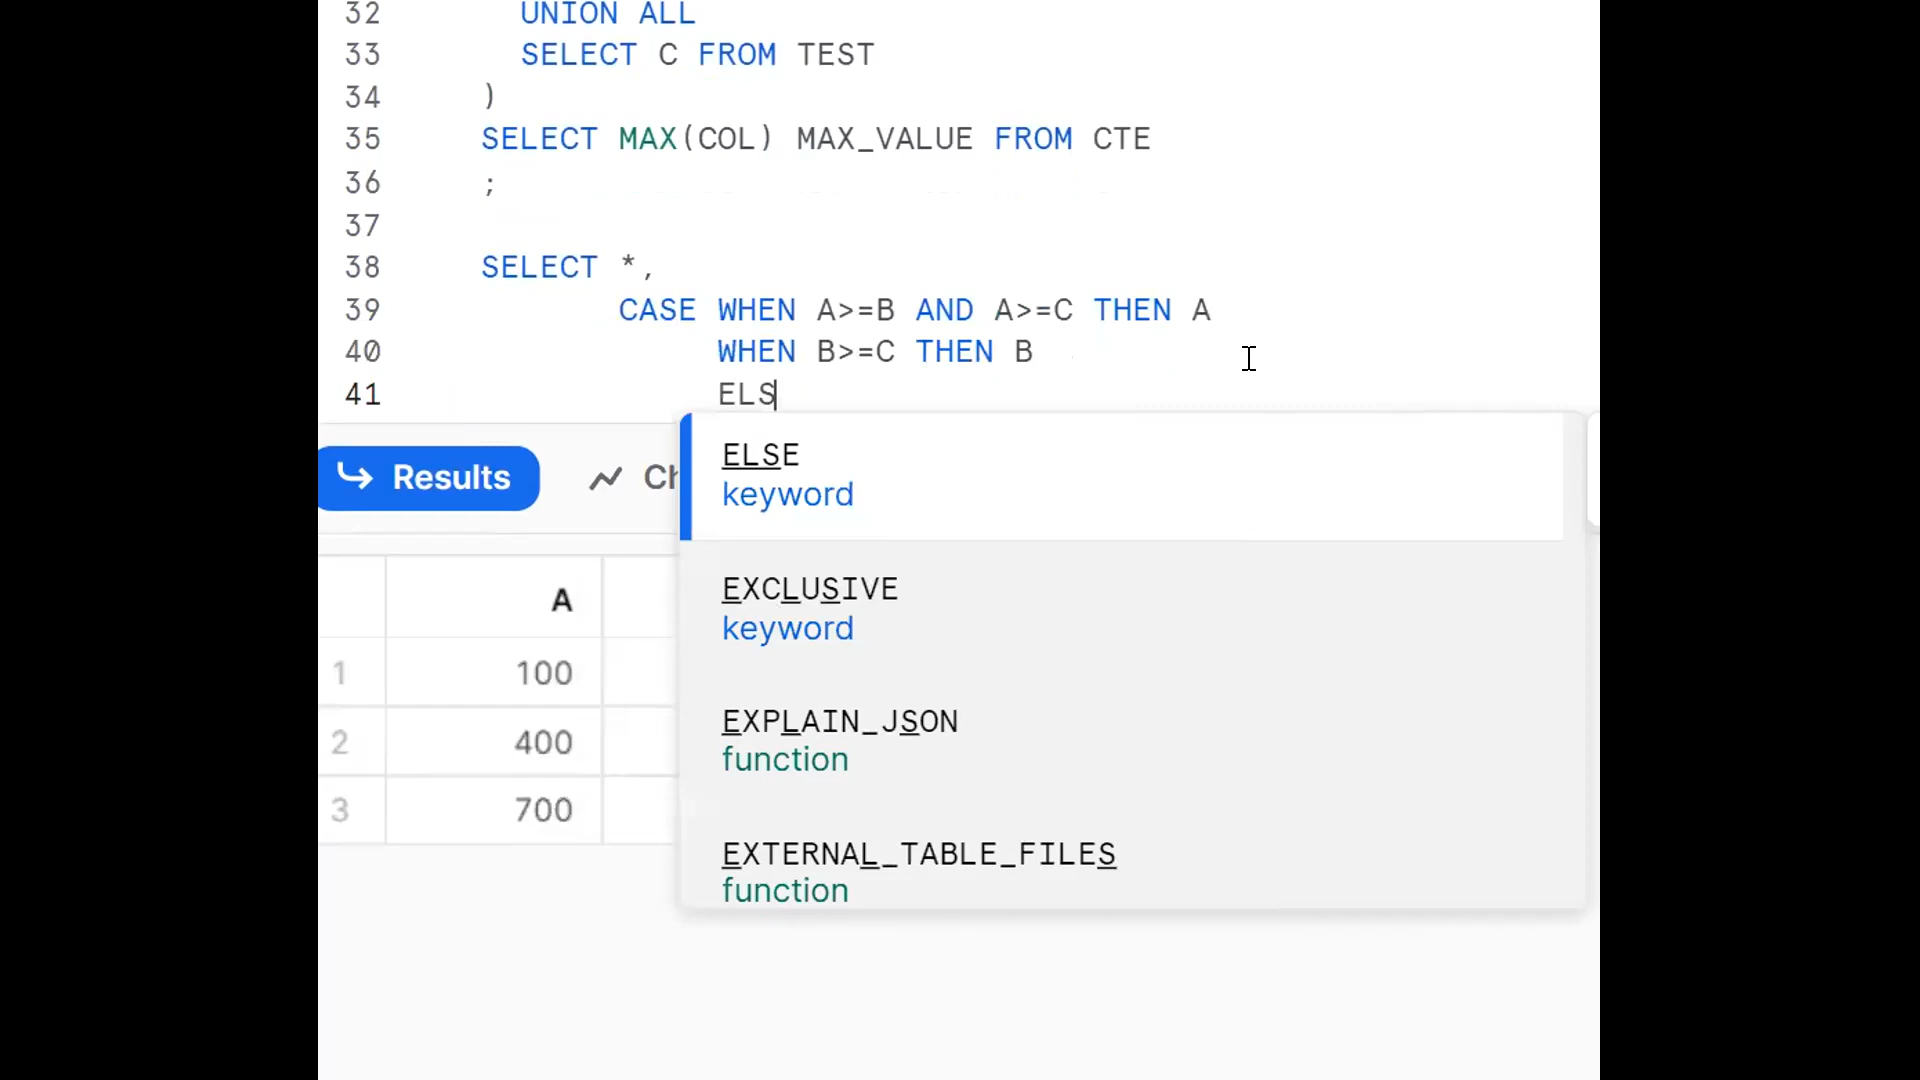 32 UNION ALL
33 SELECT C FROM TEST
34 )
35 SELECT MAX(COL) MAX_VALUE FROM CTE
36 ;
37
38 SELECT *,
39 CASE WHEN A>=B AND A>=C THEN A
40 WHEN B>=C THEN B
41 ELS
ELSE
keyword
EXCLUSIVE
keyword
EXPLAIN_JSON
function
EXTERNAL_TABLE_FILES
function
Results
A
1 100
2 400
3 700